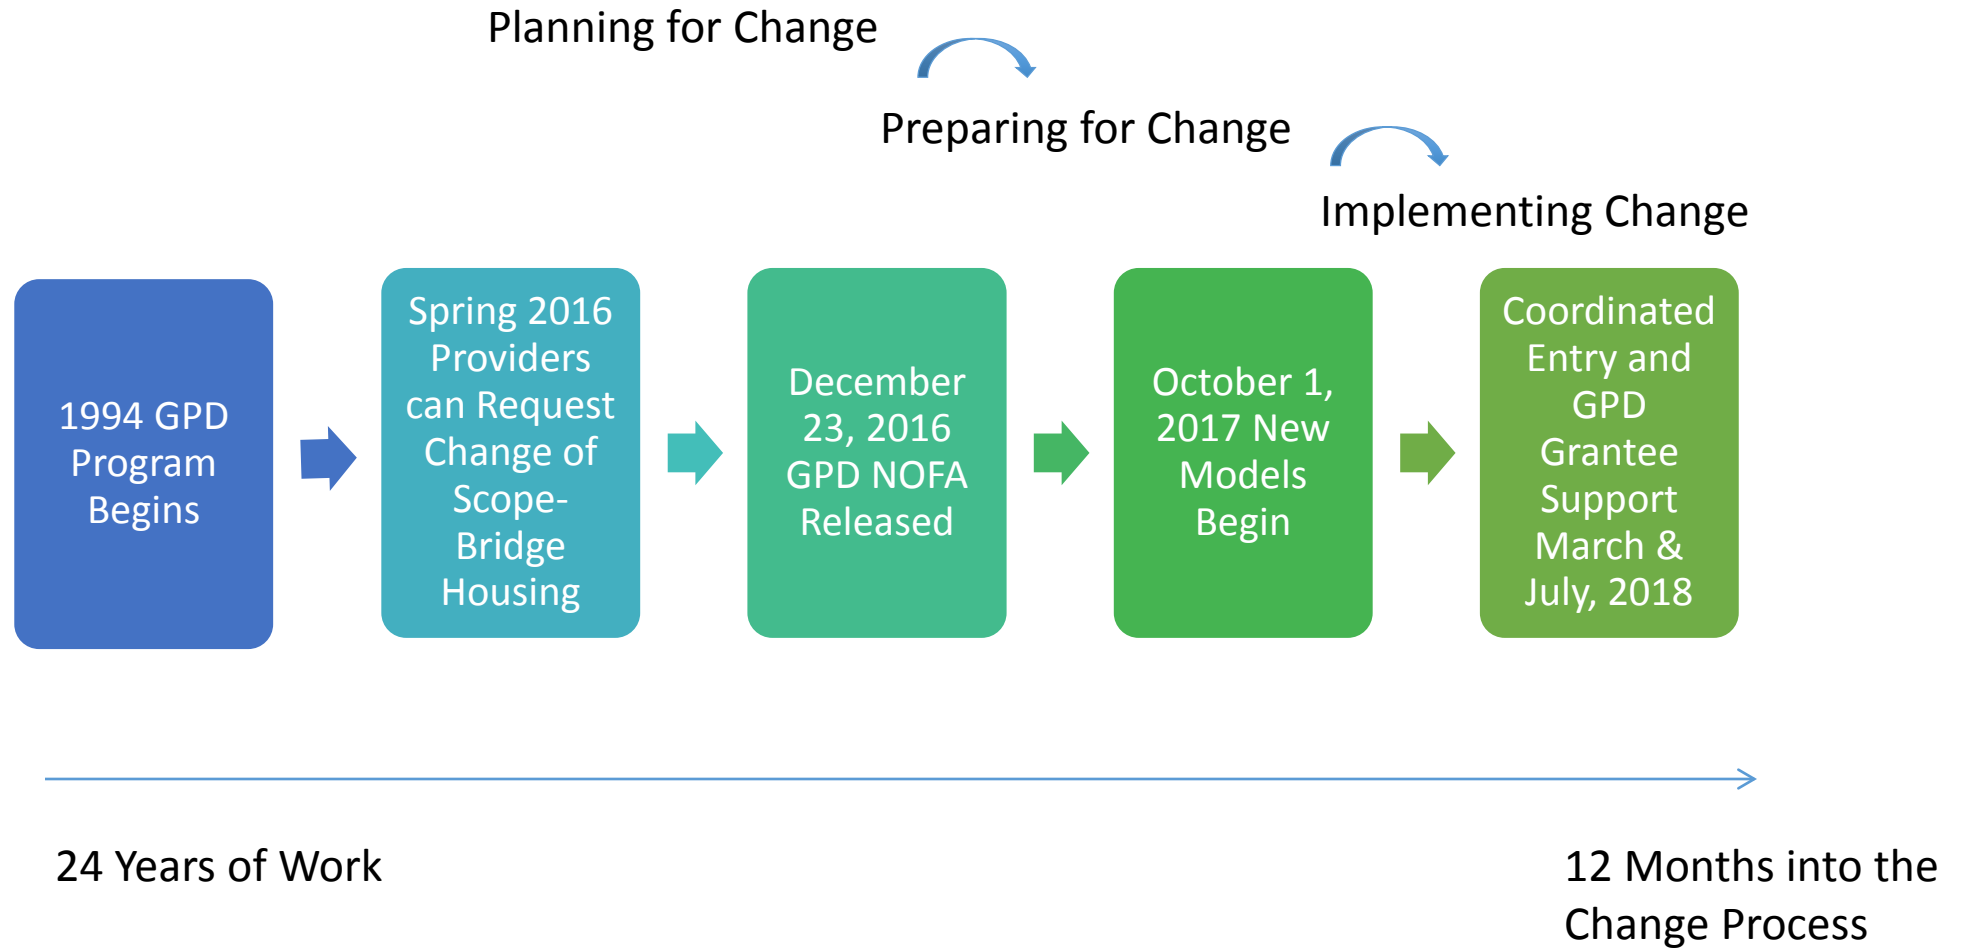 Planning for Change
Preparing for Change
Implementing Change
1994 GPD
Program
Begins
Spring 2016
Providers
can Request
Change of
Scope-
Bridge
Housing
December
23, 2016
GPD NOFA
Released
October 1,
2017 New
Models
Begin
Coordinated
Entry and
GPD
Grantee
Support
March &
July, 2018
24 Years of Work
12 Months into the
Change Process